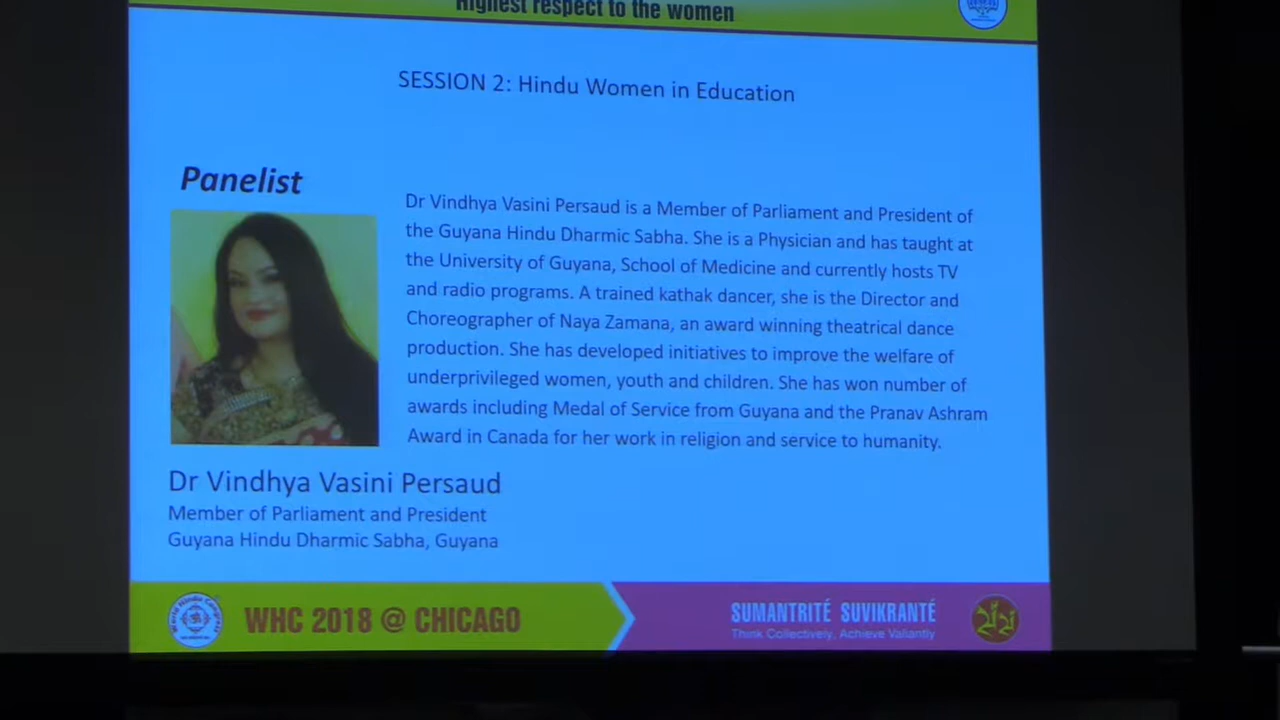 Highest respect to the women
SESSION 2: Hindu Women in Education
Panelist
Dr Vindhya Vasini Persaud is a Member of Parliament and President of
the Guyana Hindu Dharmic Sabha. She is a Physician and has taught at
the University of Guyana, School of Medicine and currently hosts TV
and radio programs. A trained kathak dancer, she is the Director and
Choreographer of Naya Zamana, an award winning theatrical dance
production. She has developed initiatives to improve the welfare of
underprivileged women, youth and children. She has won number of
awards including Medal of Service from Guyana and the Pranav Ashram
Award in Canada for her work in religion and service to humanity.
Dr Vindhya Vasini Persaud
Member of Parliament and President
Guyana Hindu Dharmic Sabha, Guyana
World Hindu Congress
WHC 2018 @ CHICAGO
SUMANTRITÉ SUVIKRANTÉ
Think Collectively, Achieve Valiantly